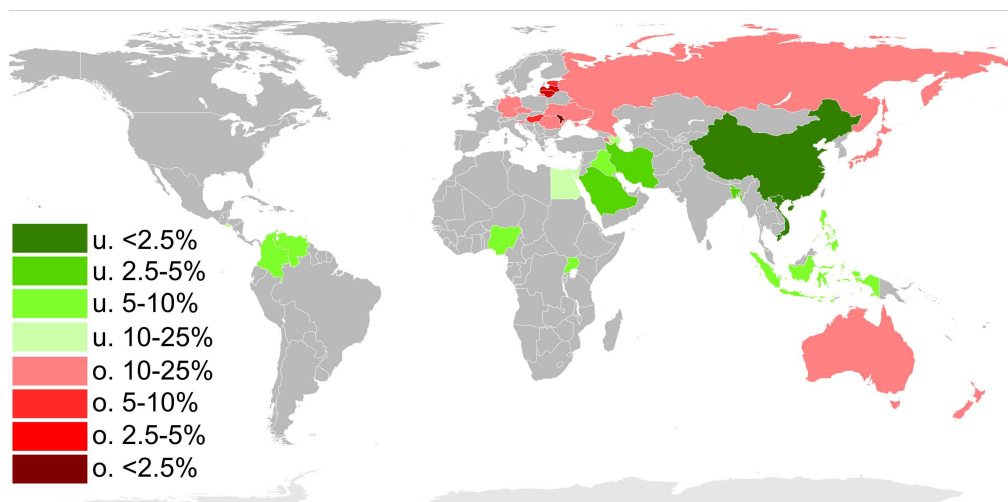 u. <2.5%
u. 2.5-5%
u. 5-10%
u. 10-25%
o. 10-25%
o. 5-10%
o. 2.5-5%
o. <2.5%